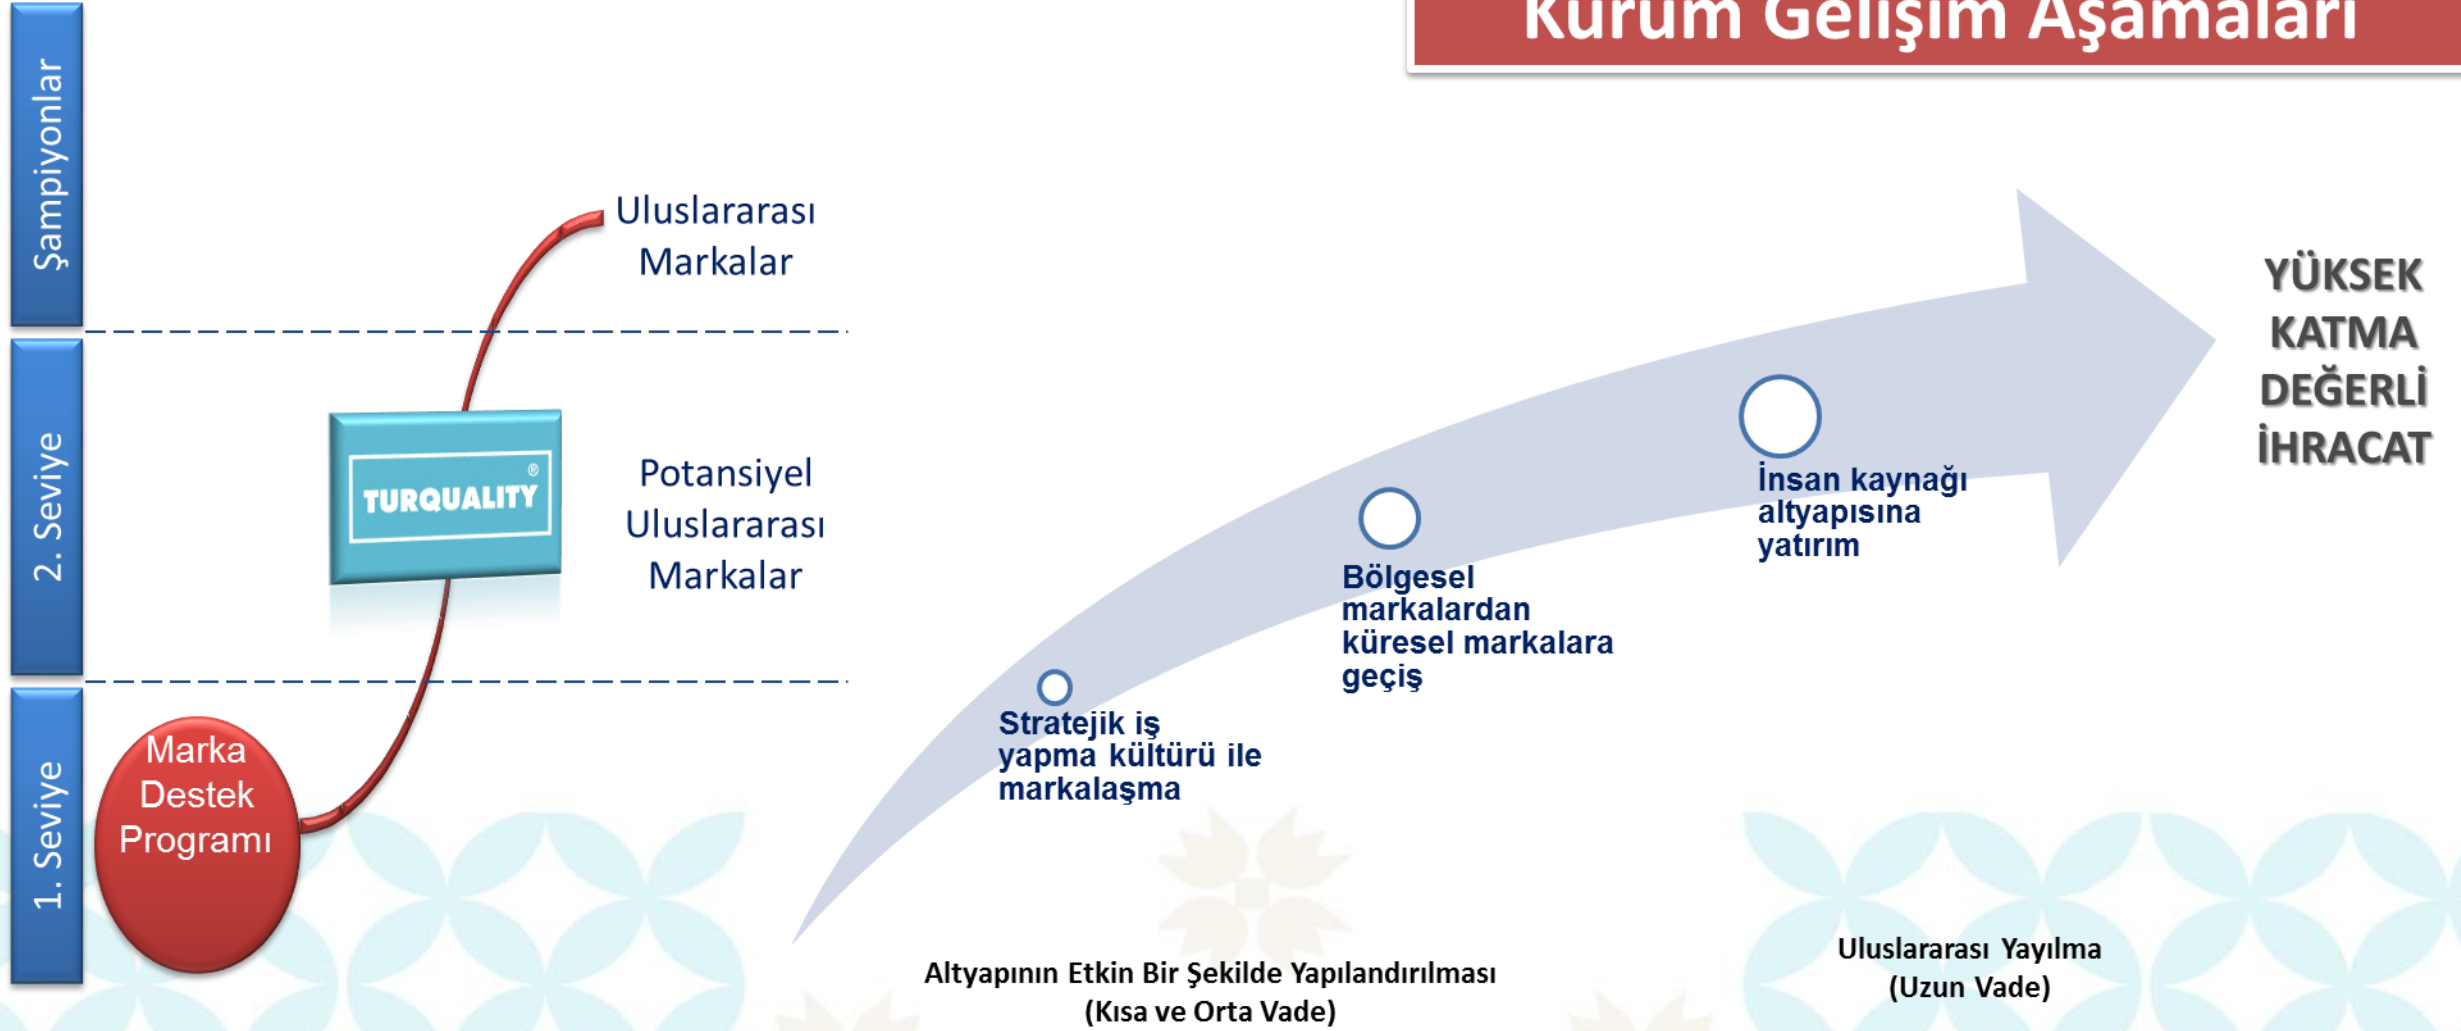 Kurum Gelişim Aşamaları
Şampiyonlar
Uluslararası
Markalar
2. Seviye
TURQUALITY®
Potansiyel
Uluslararası
Markalar
1. Seviye
Marka
Destek
Programı
Stratejik iş
yapma kültürü ile
markalaşma
Bölgesel
markalardan
küresel markalara
geçiş
İnsan kaynağı
altyapısına
yatırım
YÜKSEK
KATMA
DEĞERLİ
İHRACAT
Altyapının Etkin Bir Şekilde Yapılandırılması
(Kısa ve Orta Vade)
Uluslararası Yayılma
(Uzun Vade)